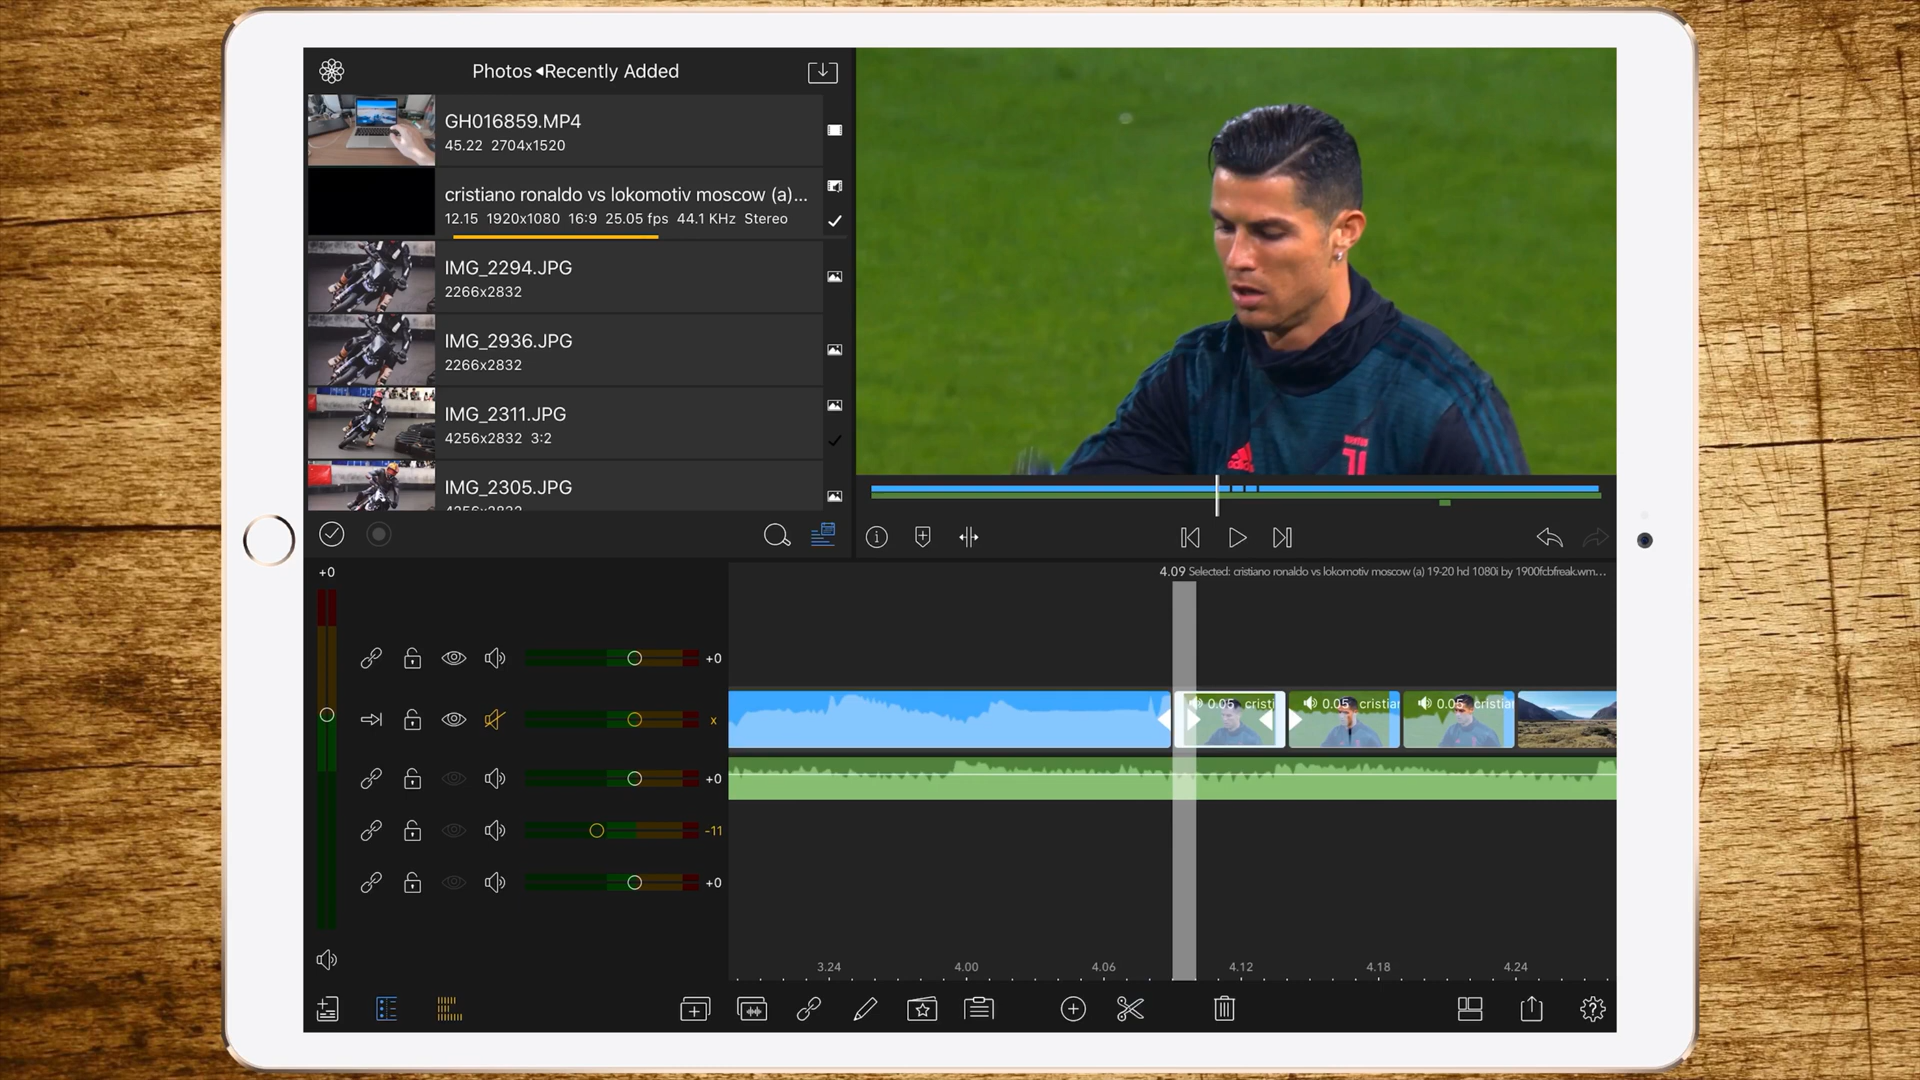 Photos◀Recently Added
GH016859.MP4
45.22 2704x1520
cristiano ronaldo vs lokomotiv moscow (a)...
12.15 1920x1080 16:9 25.05 fps 44.1 KHz Stereo
IMG_2294.JPG
2266x2832
IMG_2936.JPG
2266x2832
IMG_2311.JPG
4256x2832 3:2
IMG_2305.JPG
4256x2832
+0
4.09 Selected: cristiano ronaldo vs lokomotiv moscow (a) 19-20 hd 1080i by 1900fcbfreak.wm...
+0
x
0.05 cristi
0.05 cristiar
0.05 cristiar
+0
-11
+0
3.24 4.00 4.06 4.12 4.18 4.24